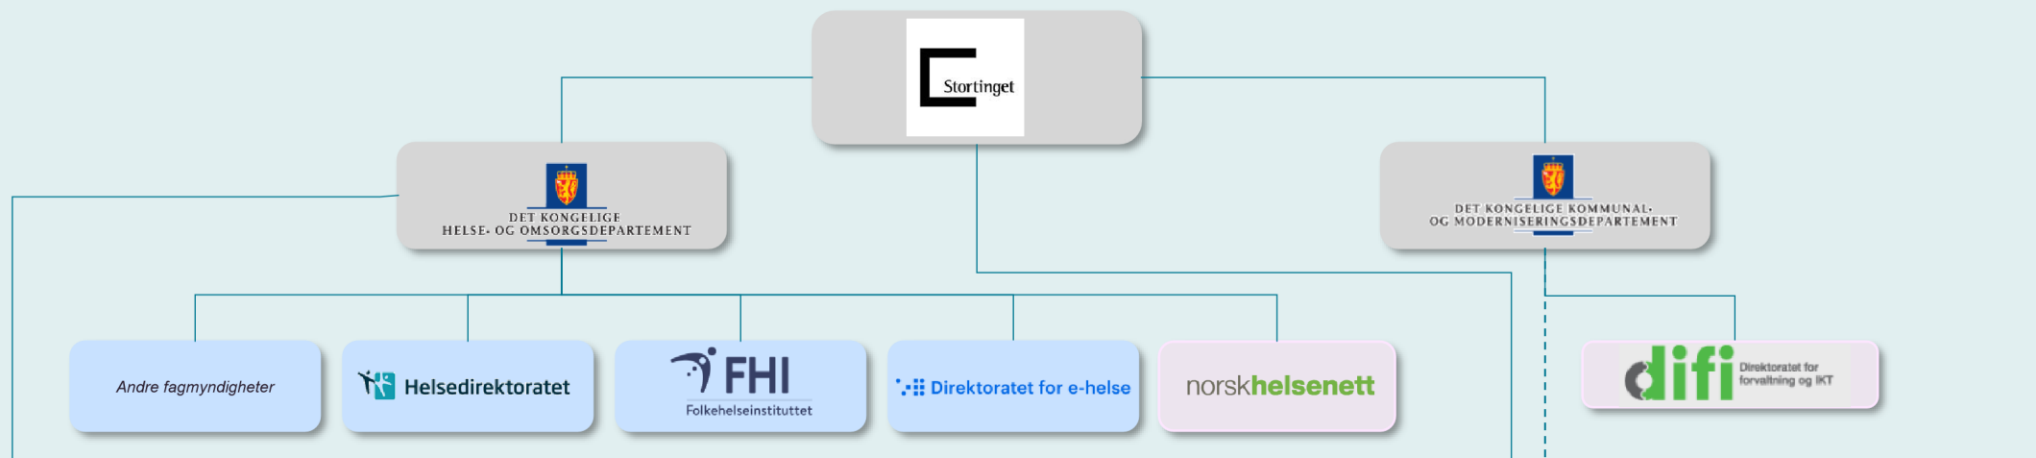 Stortinget
DET KONGELIGE
HELSE- OG OMSORGSDEPARTEMENT
DET KONGELIGE KOMMUNAL-
OG MODERNISERINGSDEPARTEMENT
Andre fagmyndigheter
Helsedirektoratet
FHI
Folkehelseinstituttet
Direktoratet for e-helse
norskhelsenett
difi
Direktoratet for
forvaltning og IKT